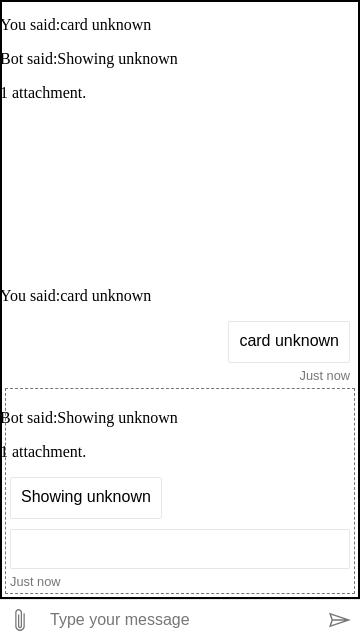 You said:card unknown
Bot said:Showing unknown
1 attachment.
You said:card unknown
card unknown
Just now
Bot said:Showing unknown
1 attachment.
Showing unknown
Just now
Type your message